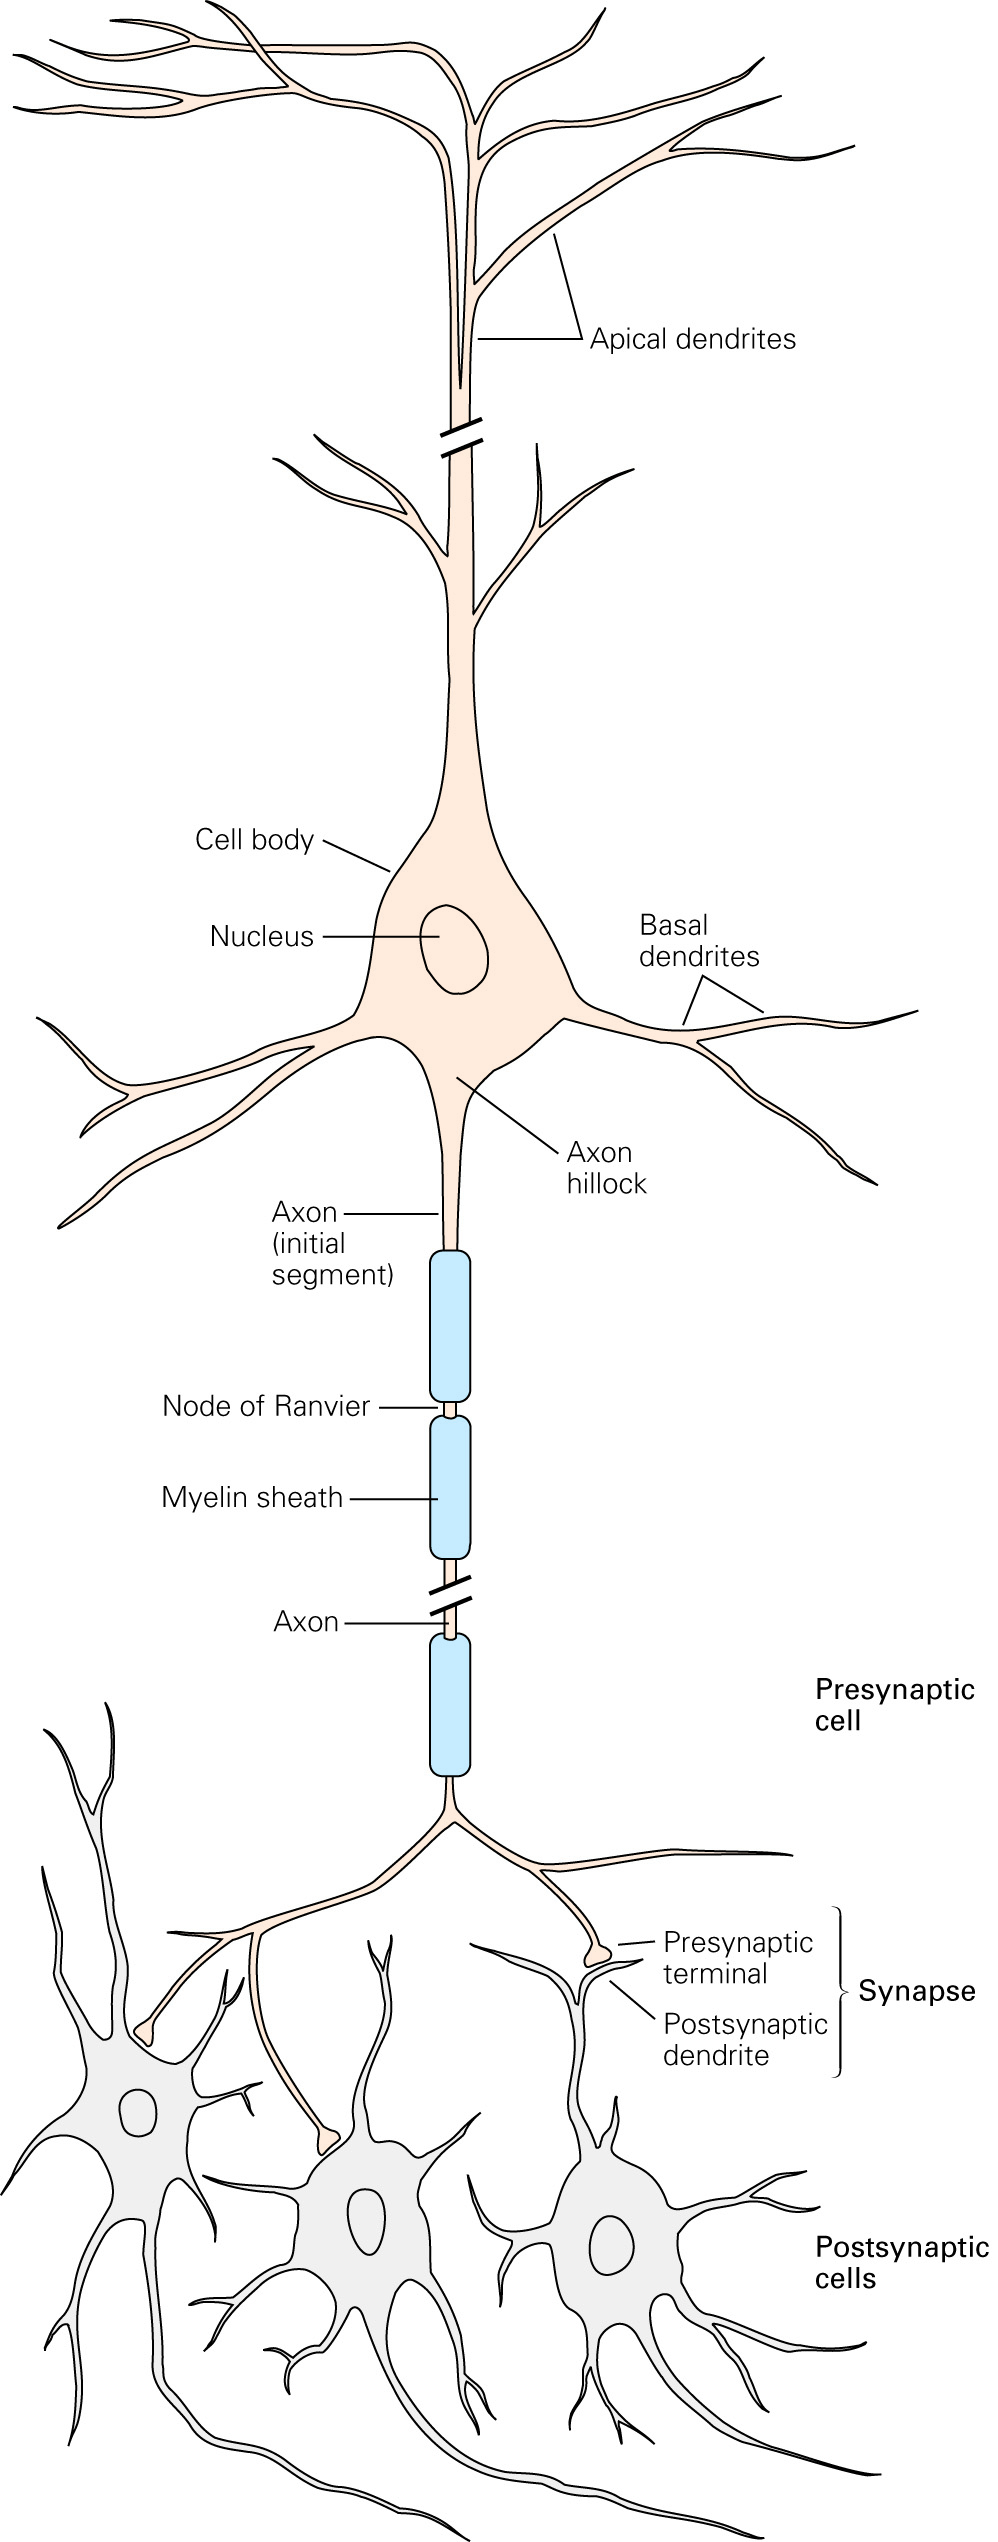 Apical dendrites
Cell body
Nucleus
Basal
dendrites
Axon
hillock
Axon
(initial
segment)
Node of Ranvier
Myelin sheath
Axon
Presynaptic
cell
Presynaptic
terminal
Synapse
Postsynaptic
dendrite
Postsynaptic
cells